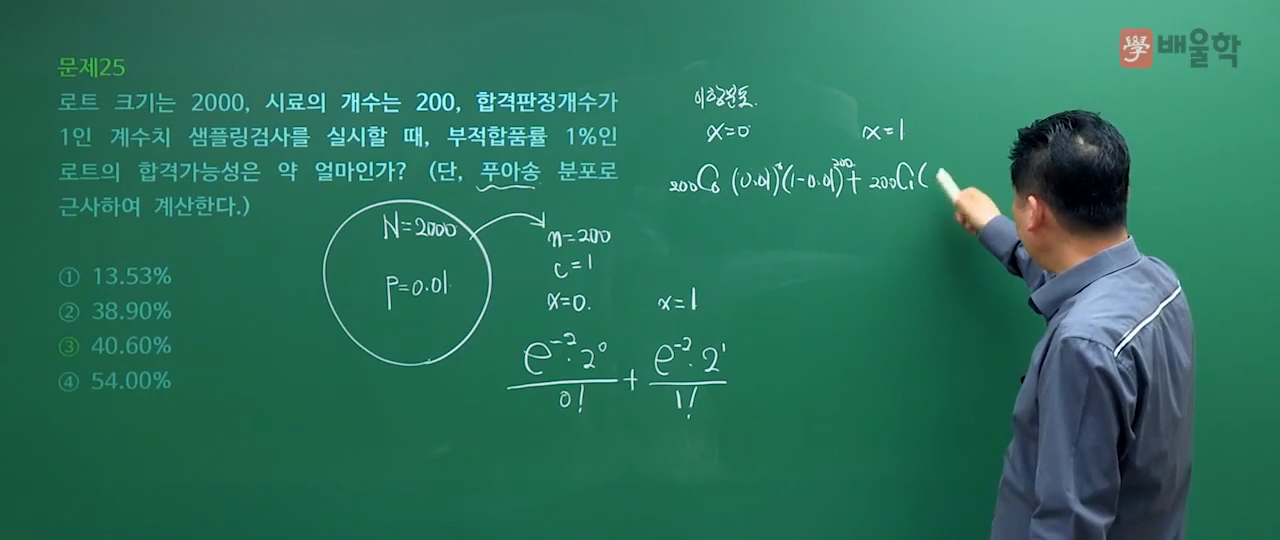 學 배울학
문제25
로트 크기는 2000, 시료의 개수는 200, 합격판정개수가
1인 계수치 샘플링검사를 실시할 때, 부적합품률 1%인
로트의 합격가능성은 약 얼마인가? (단, 푸아송 분포로
근사하여 계산한다.)
① 13.53%
② 38.90%
③ 40.60%
④ 54.00%
N=2000
P=0.01
n=200
c=1
x=0. x=1
e⁻²·2⁰ / 0! + e⁻²·2¹ / 1!
이항분포.
x=0 x=1
₂₀₀C₀ (0.01)⁰(1-0.01)²⁰⁰ + ₂₀₀C₁(